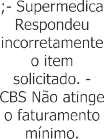 ;- Supermedica
Respondeu
incorretamente
o item
solicitado. -
CBS Não atinge
o faturamento
mínimo.